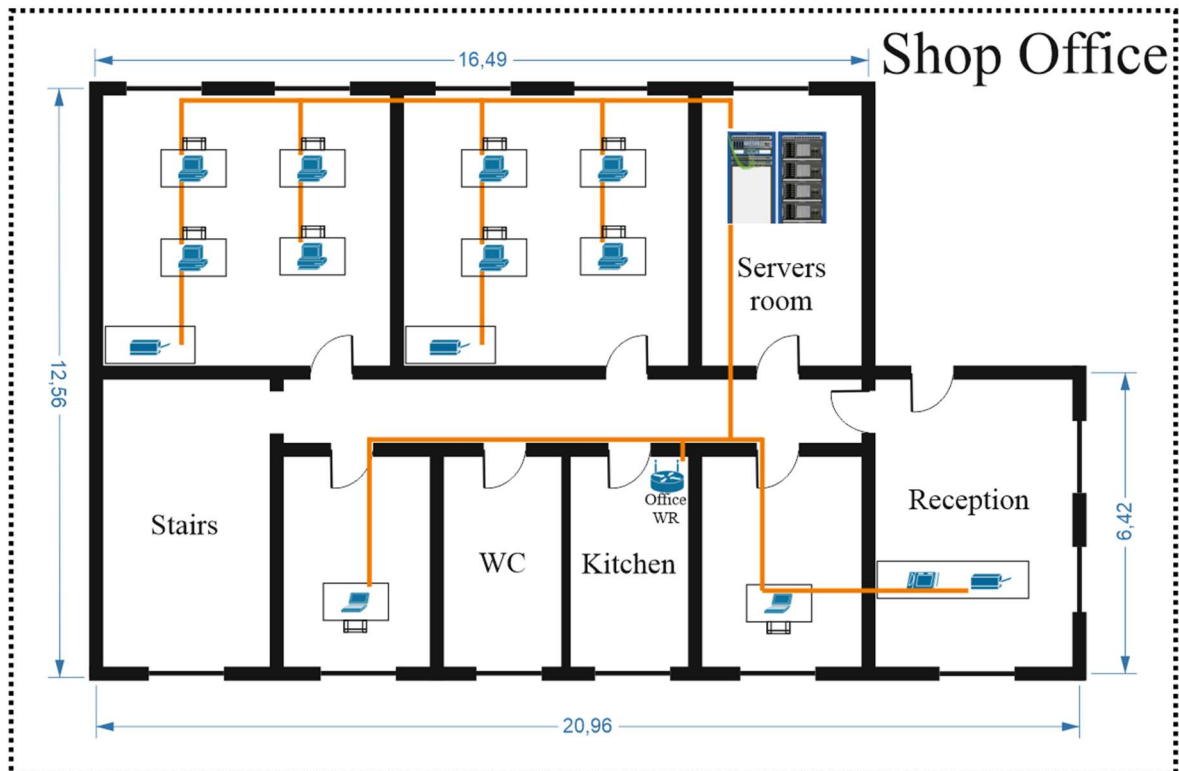 Shop Office
16,49
12,56
Servers
room
Stairs
WC
Kitchen
Office
WR
Reception
6,42
20,96